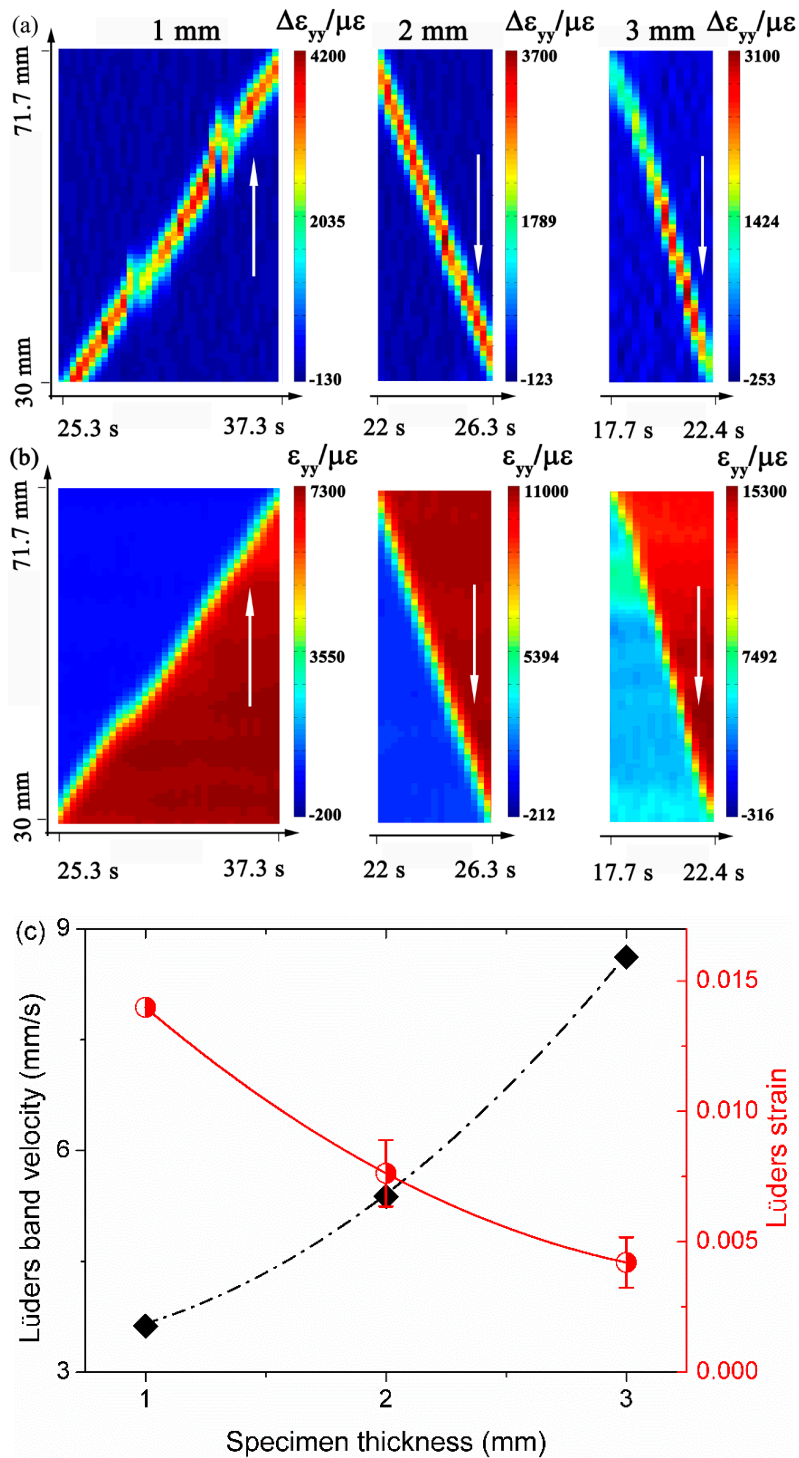 (a)
1 mm
Δε_yy/με
2 mm
Δε_yy/με
3 mm
Δε_yy/με
71.7 mm
30 mm
4200
2035
-130
3700
1789
-123
3100
1424
-253
25.3 s
37.3 s
22 s
26.3 s
17.7 s
22.4 s
(b)
ε_yy/με
ε_yy/με
ε_yy/με
71.7 mm
30 mm
7300
3550
-200
11000
5394
-212
15300
7492
-316
25.3 s
37.3 s
22 s
26.3 s
17.7 s
22.4 s
(c)
9
6
3
Lüders band velocity (mm/s)
0.015
0.010
0.005
0.000
Lüders strain
1
2
3
Specimen thickness (mm)